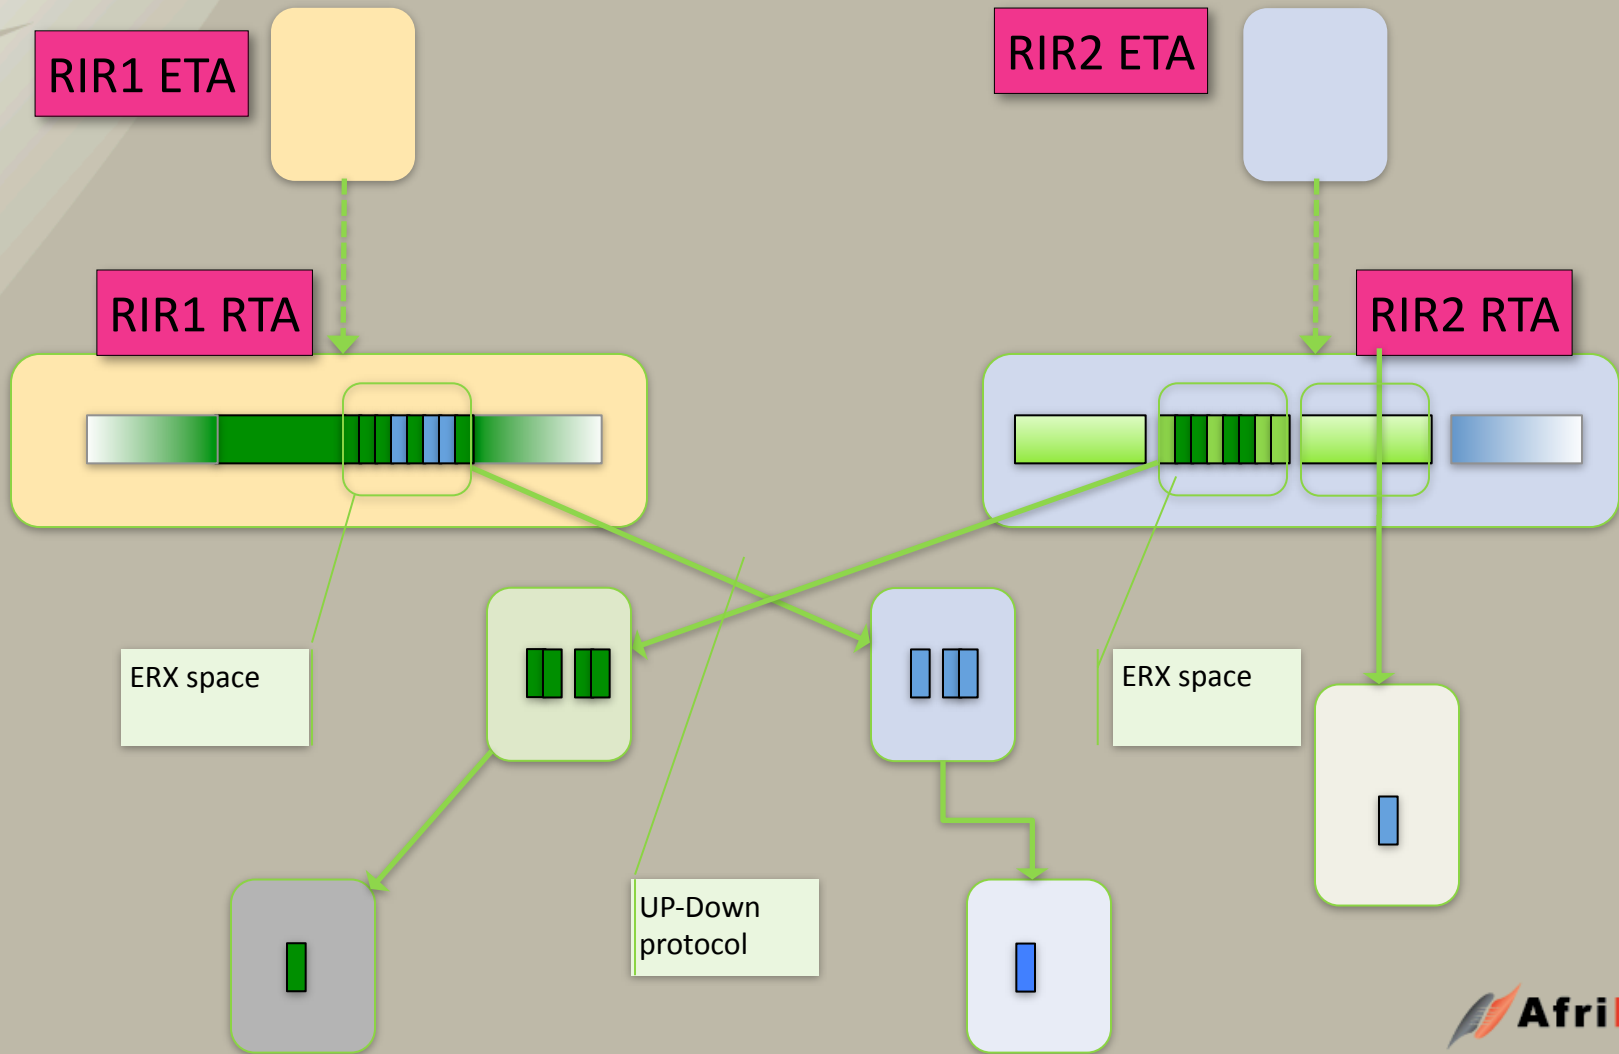 RIR1 ETA
RIR2 ETA
RIR1 RTA
RIR2 RTA
ERX space
ERX space
UP-Down
protocol
Afri